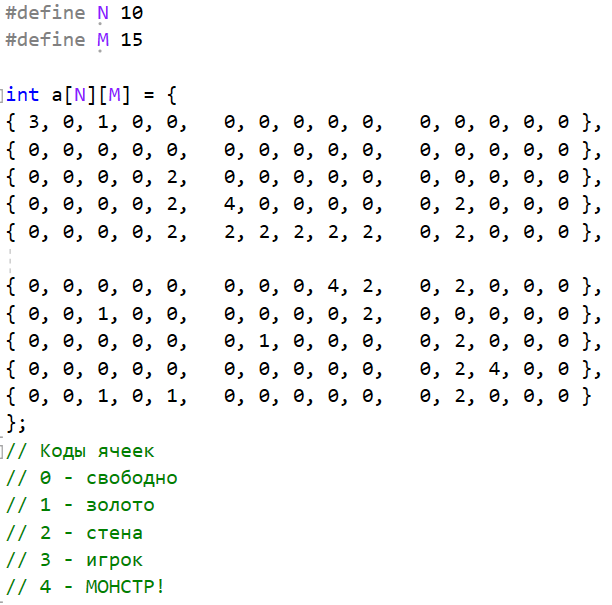 #define N 10
#define M 15
int a[N][M] = {
{ 3, 0, 1, 0, 0,   0, 0, 0, 0, 0,   0, 0, 0, 0, 0 },
{ 0, 0, 0, 0, 0,   0, 0, 0, 0, 0,   0, 0, 0, 0, 0 },
{ 0, 0, 0, 0, 2,   0, 0, 0, 0, 0,   0, 0, 0, 0, 0 },
{ 0, 0, 0, 0, 2,   4, 0, 0, 0, 0,   0, 2, 0, 0, 0 },
{ 0, 0, 0, 0, 2,   2, 2, 2, 2, 2,   0, 2, 0, 0, 0 },
{ 0, 0, 0, 0, 0,   0, 0, 0, 4, 2,   0, 2, 0, 0, 0 },
{ 0, 0, 1, 0, 0,   0, 0, 0, 0, 2,   0, 0, 0, 0, 0 },
{ 0, 0, 0, 0, 0,   0, 1, 0, 0, 0,   0, 2, 0, 0, 0 },
{ 0, 0, 0, 0, 0,   0, 0, 0, 0, 0,   0, 2, 4, 0, 0 },
{ 0, 0, 1, 0, 1,   0, 0, 0, 0, 0,   0, 2, 0, 0, 0 }
};
// Коды ячеек
// 0 - свободно
// 1 - золото
// 2 - стена
// 3 - игрок
// 4 - МОНСТР!